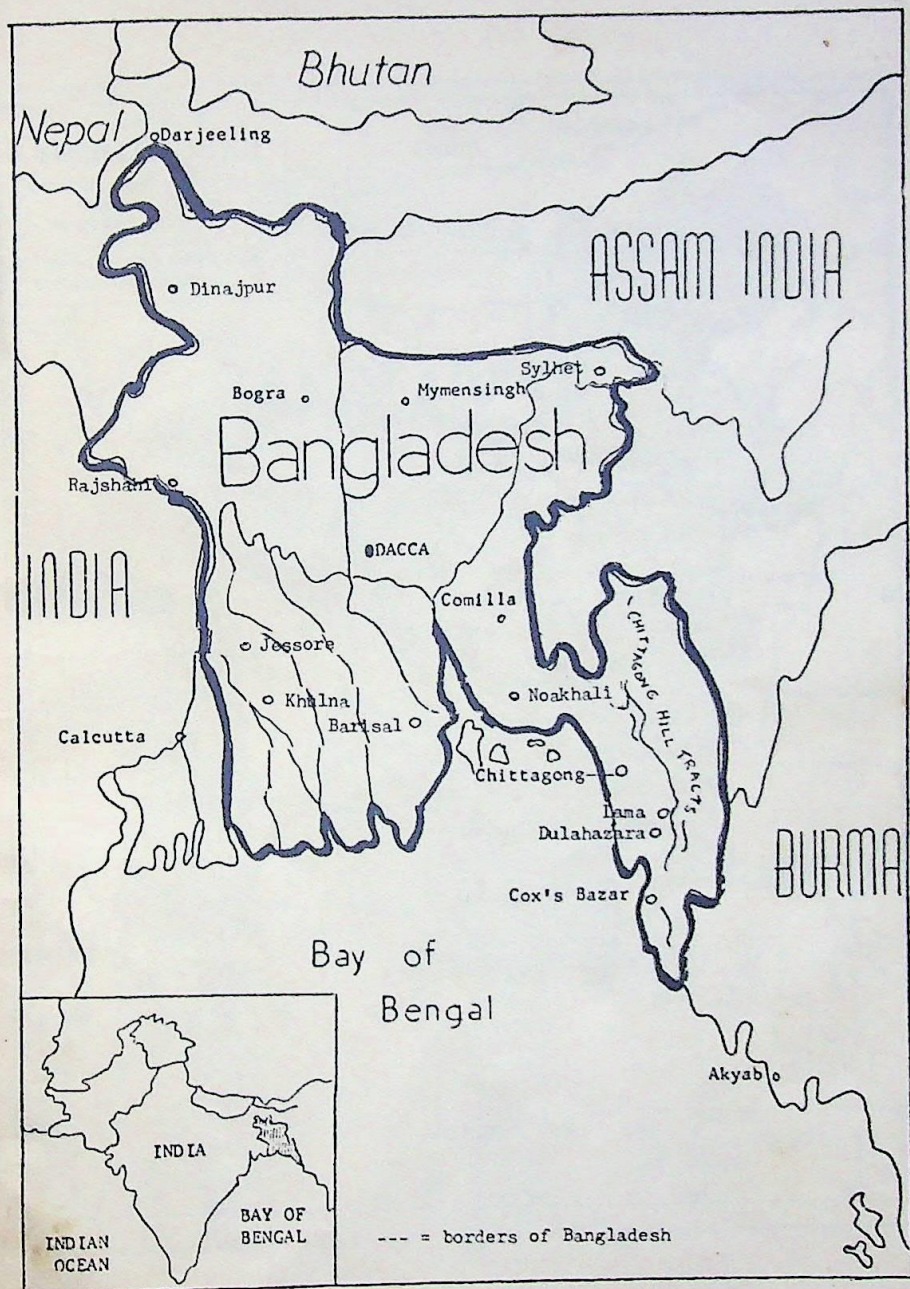 Bhutan
Nepal
Darjeeling
ASSAM INDIA
Dinajpur
Sylhet
Bogra
Mymensingh
Bangladesh
Rajshahi
DACCA
INDIA
Comilla
CHITTAGONG HILL TRACTS
Jessore
Noakhali
Khulna
Barisal
Calcutta
Chittagong
Lama
Dulahazara
BURMA
Cox's Bazar
Bay of
Bengal
Akyab
INDIA
BAY OF
BENGAL
INDIAN
OCEAN
--- = borders of Bangladesh